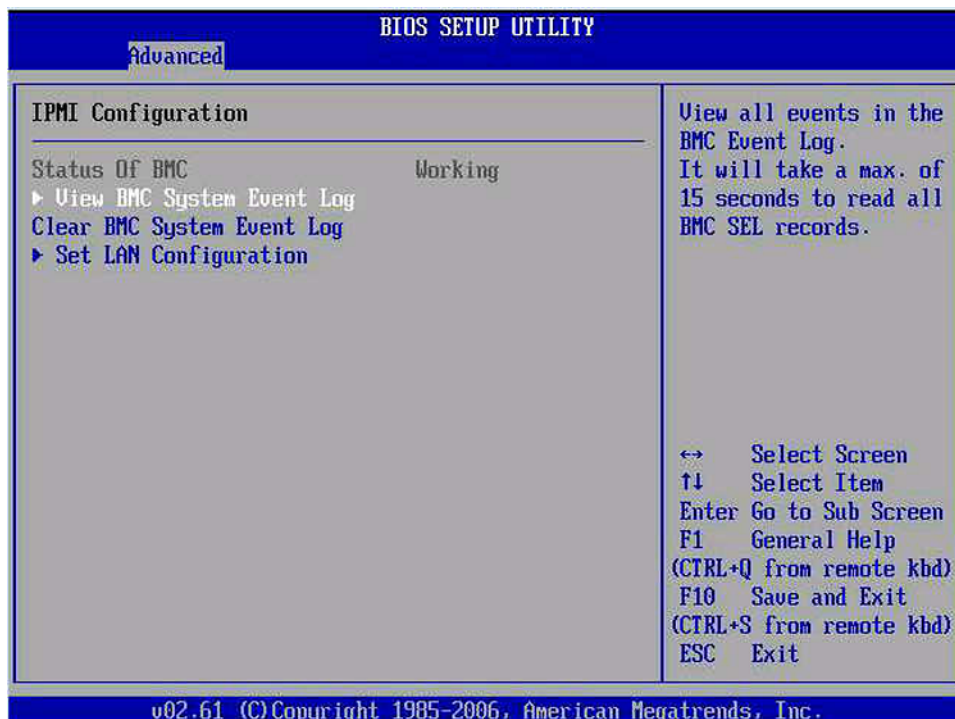 BIOS SETUP UTILITY
Advanced
IPMI Configuration
Status Of BMC Working
▶ View BMC System Event Log
Clear BMC System Event Log
▶ Set LAN Configuration
View all events in the
BMC Event Log.
It will take a max. of
15 seconds to read all
BMC SEL records.
↔ Select Screen
↑↓ Select Item
Enter Go to Sub Screen
F1 General Help
(CTRL+Q from remote kbd)
F10 Save and Exit
(CTRL+S from remote kbd)
ESC Exit
v02.61 (C)Copyright 1985-2006, American Megatrends, Inc.